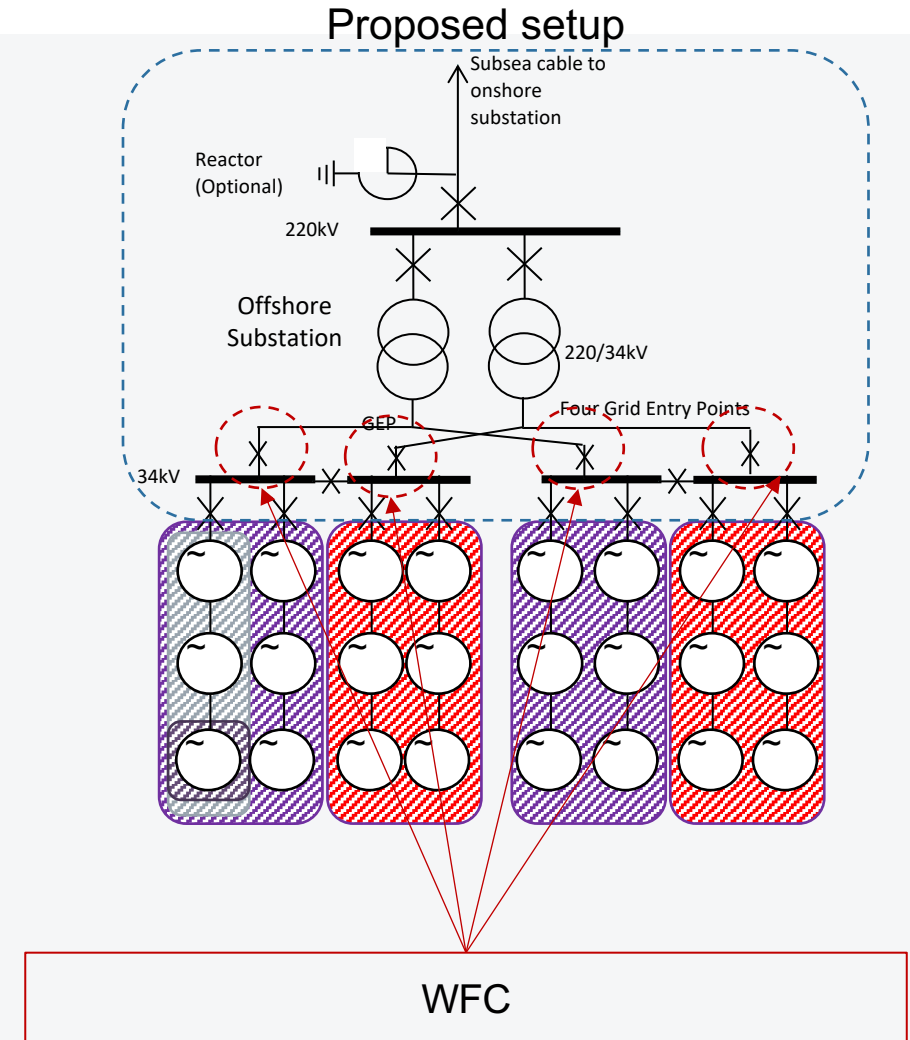 Proposed setup
Subsea cable to
onshore
substation
Reactor
(Optional)
220kV
Offshore
Substation
220/34kV
GEP
Four Grid Entry Points
34kV
~ ~ ~ ~ ~ ~ ~ ~
~ ~ ~ ~ ~ ~ ~ ~
~ ~ ~ ~ ~ ~ ~ ~
WFC